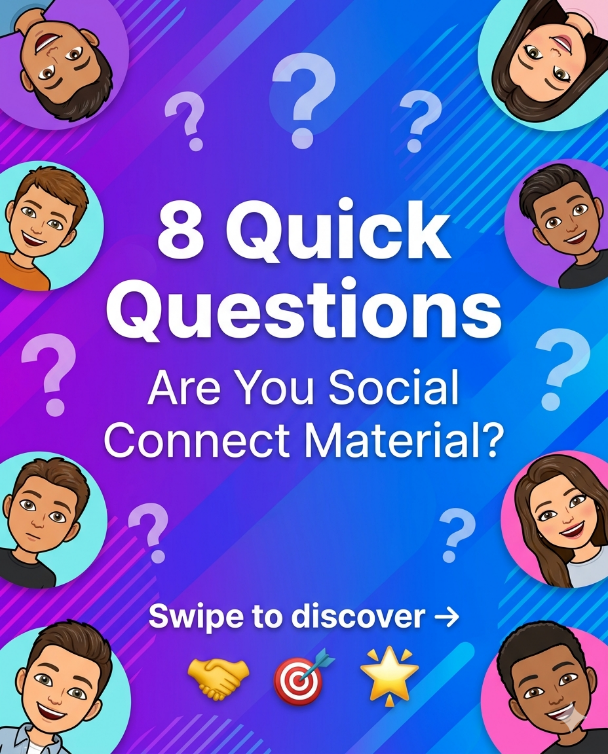 ? ? ?
8 Quick
Questions
? ?
Are You Social
Connect Material?
? ?
Swipe to discover →